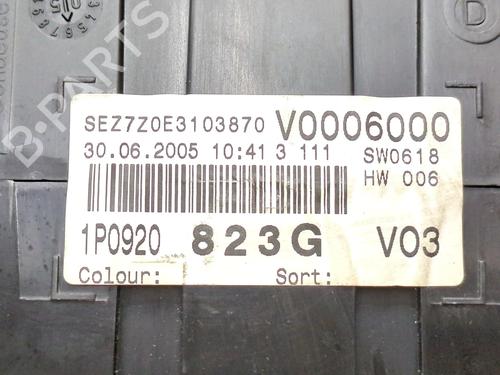 B-PARTS
SEZ7Z0E3103870 V0006000
30.06.2005 10:41 3 111 SW0618
HW 006
1P0920 823G V03
Colour: Sort: